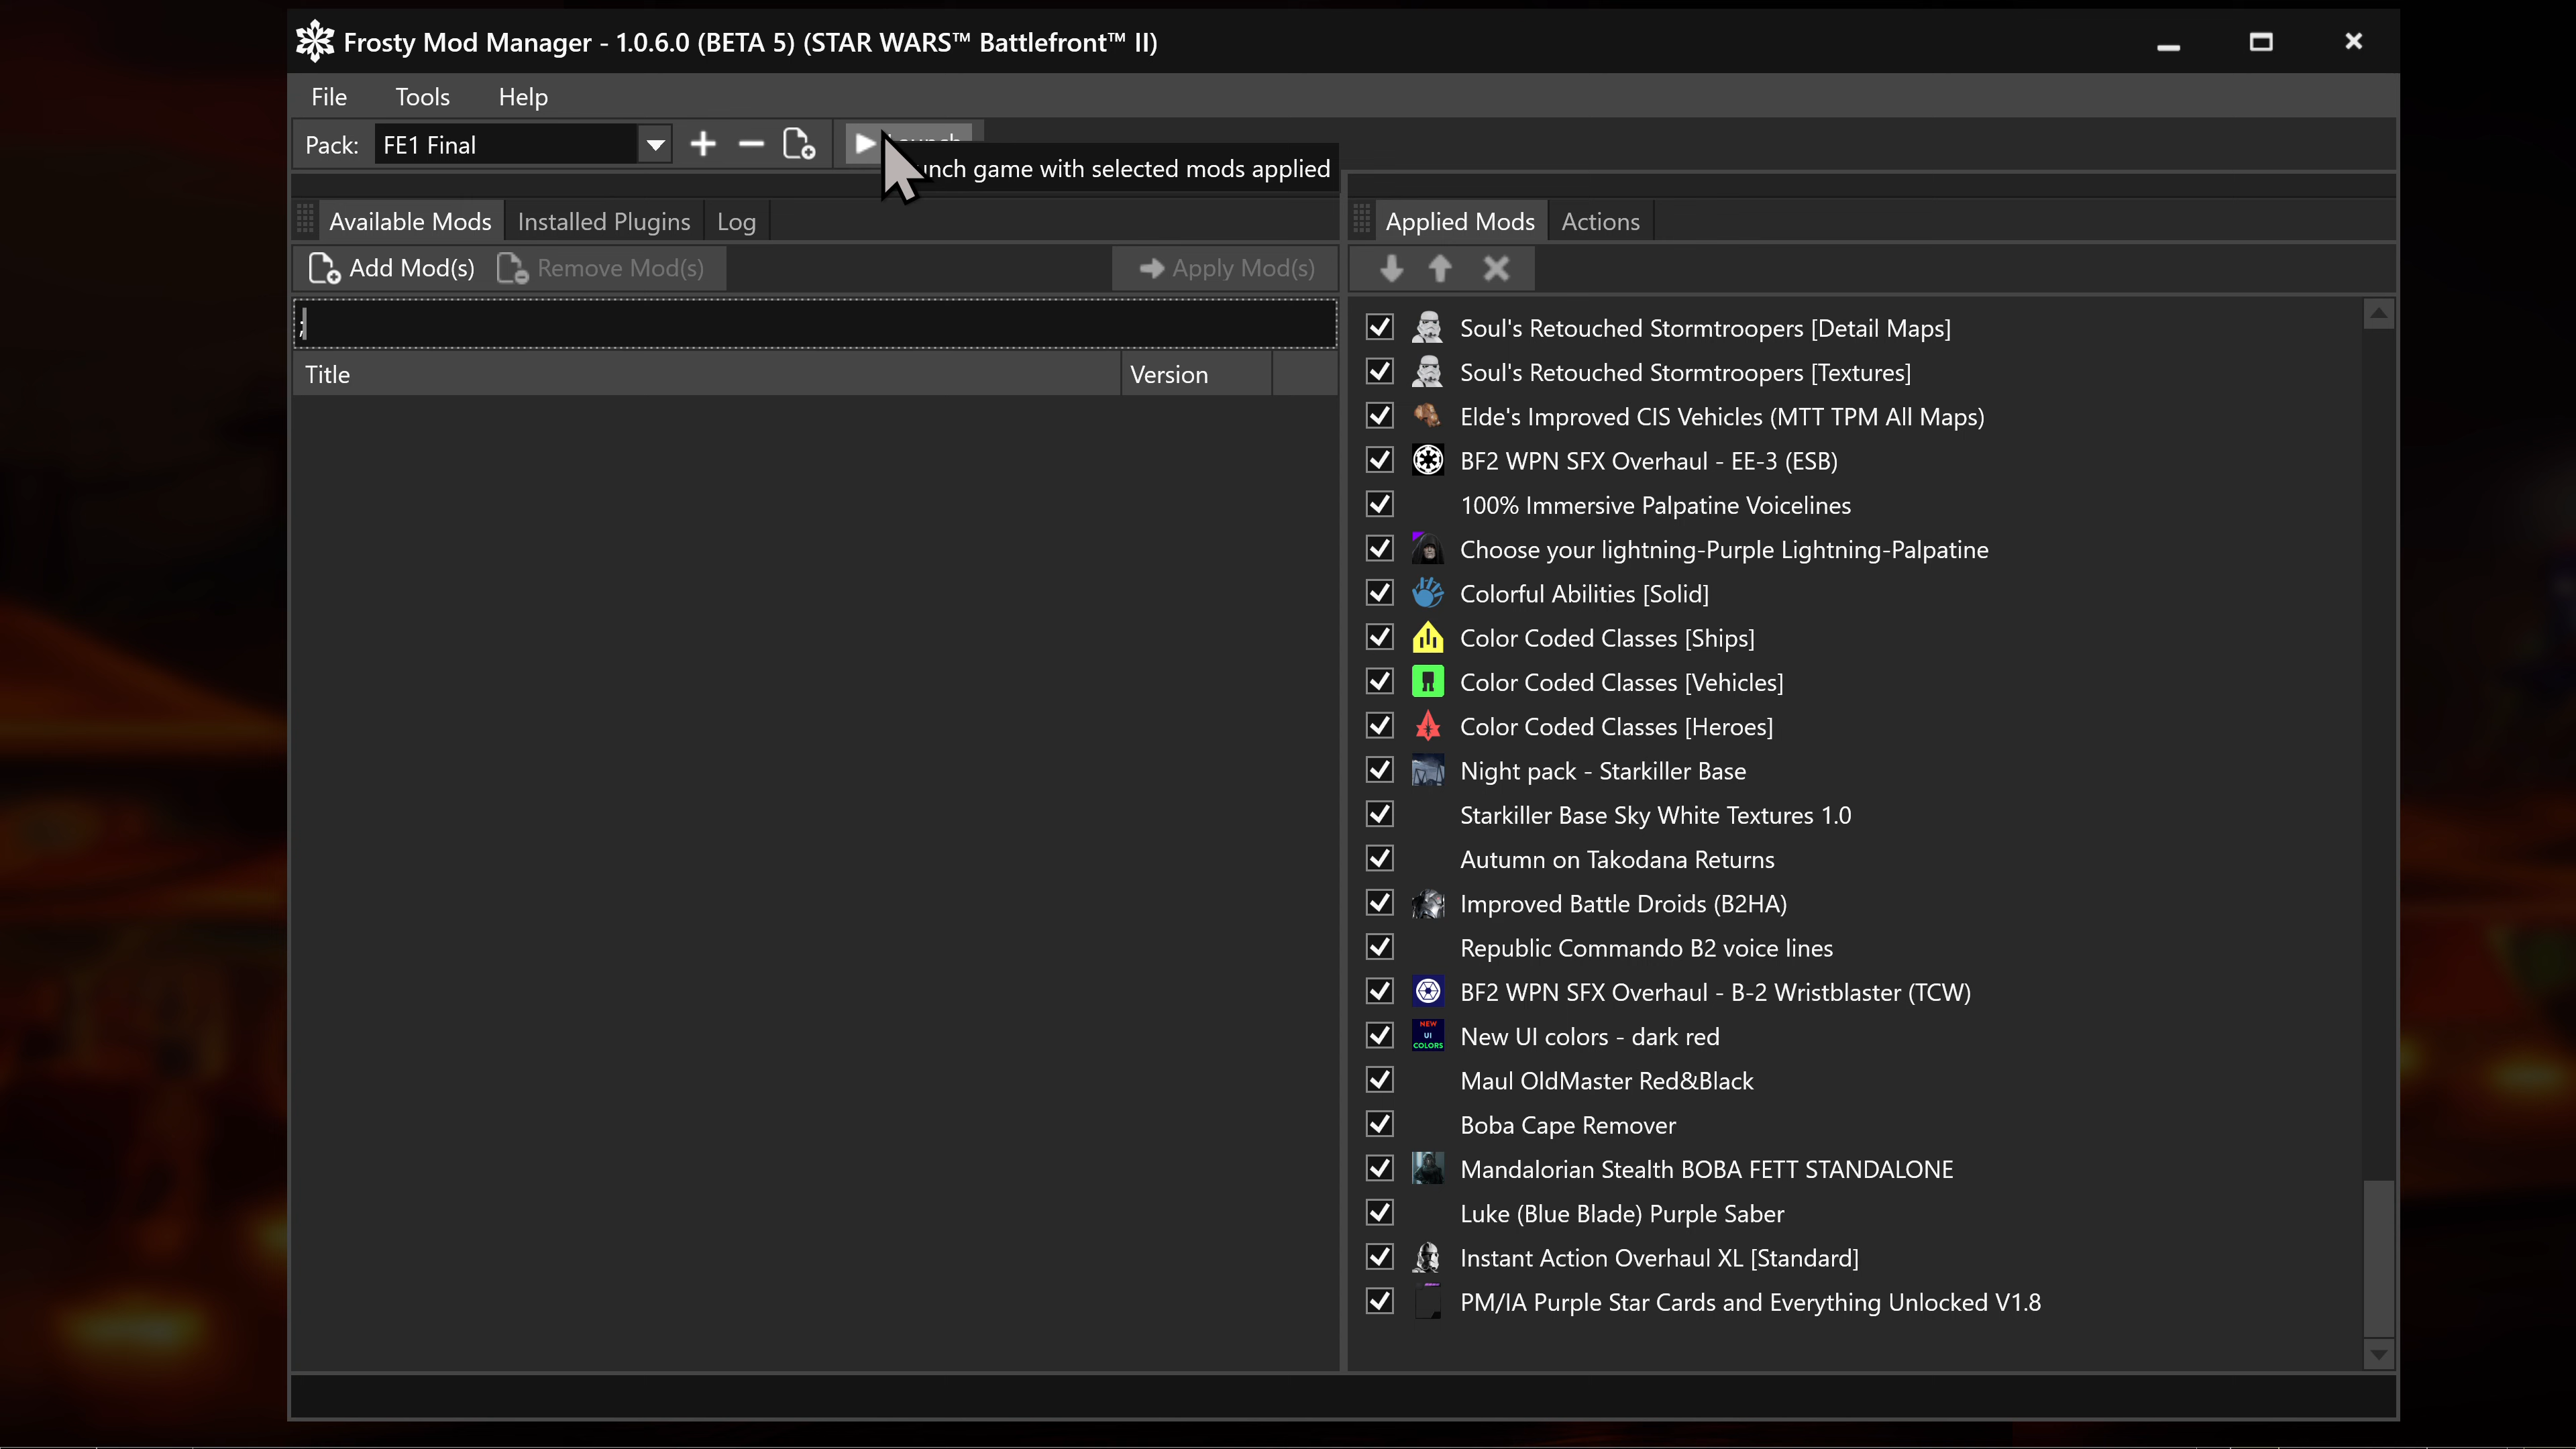 Frosty Mod Manager - 1.0.6.0 (BETA 5) (STAR WARS™ Battlefront™ II)
File Tools Help
Pack: FE1 Final
game with selected mods applied
Available Mods Installed Plugins Log
Applied Mods Actions
Add Mod(s) Remove Mod(s) Apply Mod(s)
;
Title Version
Soul's Retouched Stormtroopers [Detail Maps]
Soul's Retouched Stormtroopers [Textures]
Elde's Improved CIS Vehicles (MTT TPM All Maps)
BF2 WPN SFX Overhaul - EE-3 (ESB)
100% Immersive Palpatine Voicelines
Choose your lightning-Purple Lightning-Palpatine
Colorful Abilities [Solid]
Color Coded Classes [Ships]
Color Coded Classes [Vehicles]
Color Coded Classes [Heroes]
Night pack - Starkiller Base
Starkiller Base Sky White Textures 1.0
Autumn on Takodana Returns
Improved Battle Droids (B2HA)
Republic Commando B2 voice lines
BF2 WPN SFX Overhaul - B-2 Wristblaster (TCW)
NEW
UI
COLORS
New UI colors - dark red
Maul OldMaster Red&Black
Boba Cape Remover
Mandalorian Stealth BOBA FETT STANDALONE
Luke (Blue Blade) Purple Saber
Instant Action Overhaul XL [Standard]
PM/IA Purple Star Cards and Everything Unlocked V1.8